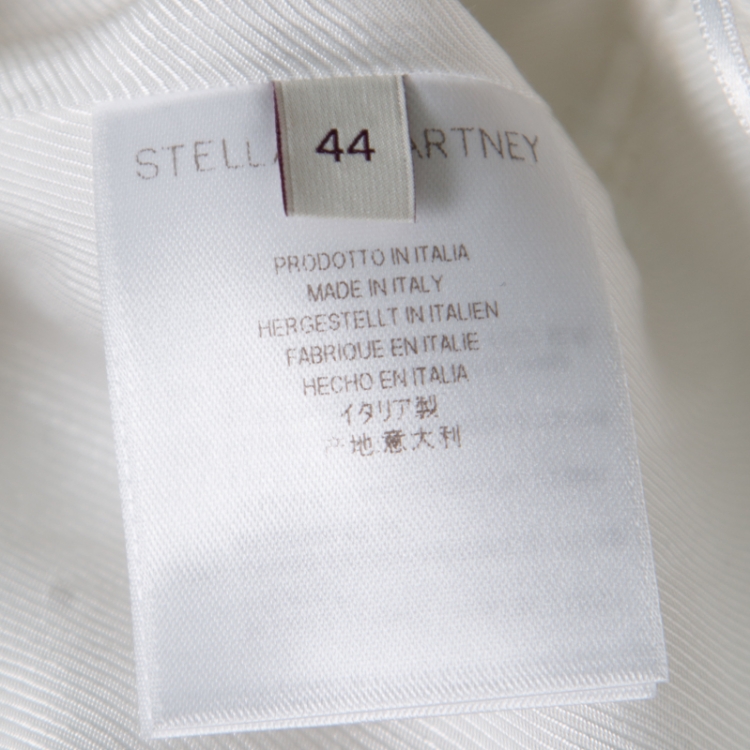 STELL ARTNEY
44
PRODOTTO IN ITALIA
MADE IN ITALY
HERGESTELLT IN ITALIEN
FABRIQUE EN ITALIE
HECHO EN ITALIA
イタリア製
产地意大利